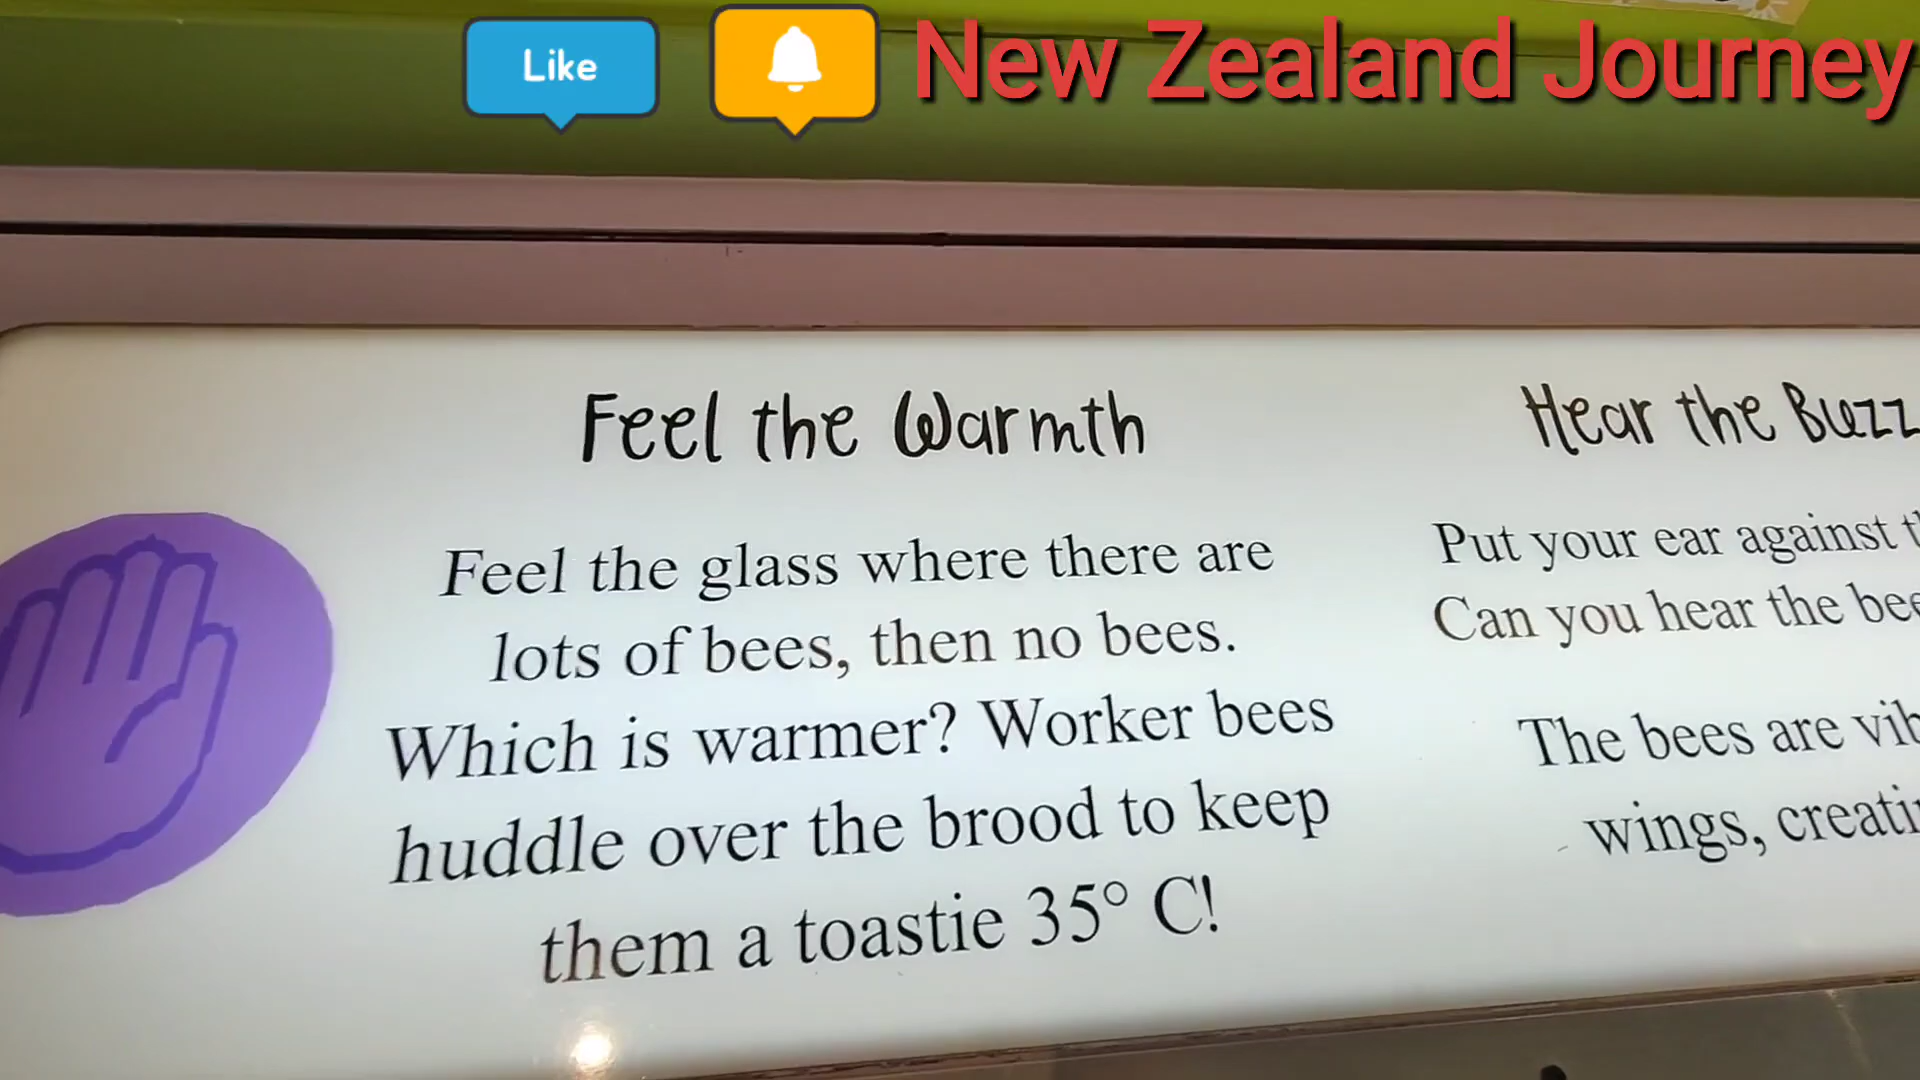 Like
New Zealand Journey
Feel the Warmth
Feel the glass where there are
lots of bees, then no bees.
Which is warmer? Worker bees
huddle over the brood to keep
them a toastie 35° C!
Hear the Buzz
Put your ear against
Can you hear the
The bees are
wings,